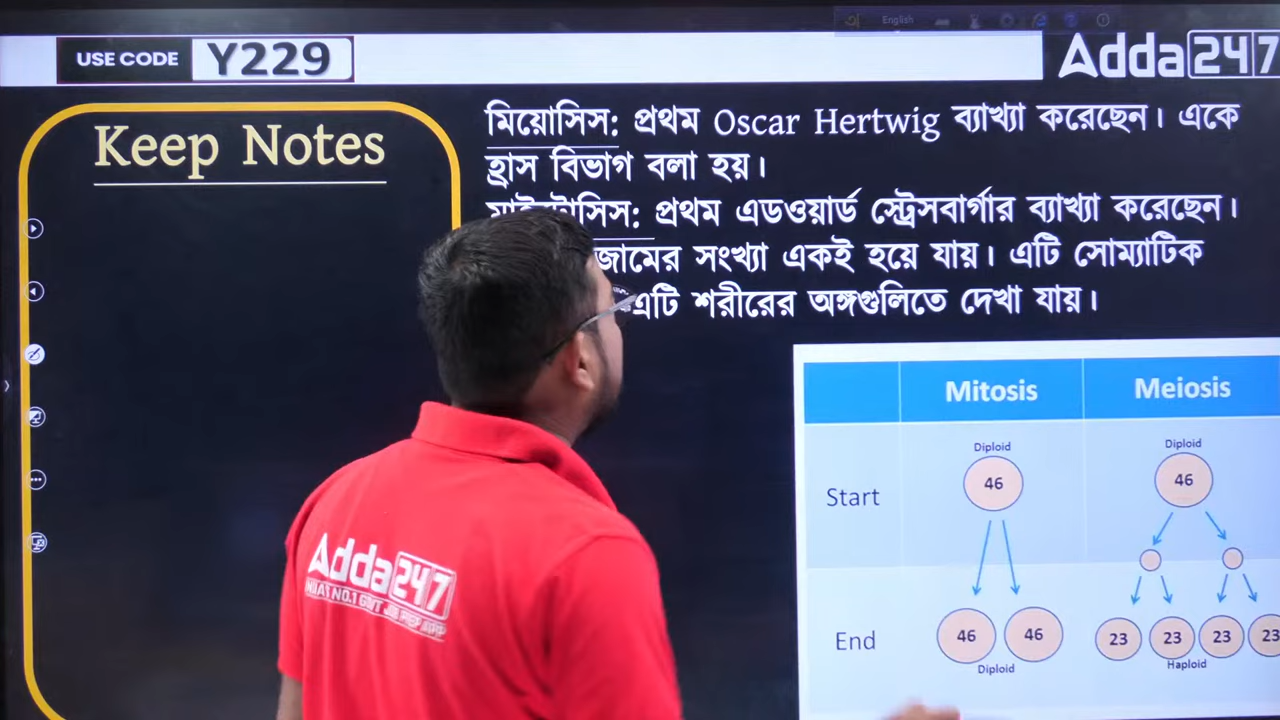 English
USE CODE Y229
Adda247
Keep Notes
মিয়োসিস: প্রথম Oscar Hertwig ব্যাখ্যা করেছেন। একে
হ্রাস বিভাগ বলা হয়।
প্রথম এডওয়ার্ড স্ট্রেসবার্গার ব্যাখ্যা করেছেন।
সংখ্যা একই হয়ে যায়। এটি সোম্যাটিক
এটি শরীরের অঙ্গগুলিতে দেখা যায়।
Mitosis Meiosis
Diploid Diploid
Start 46 46
End 46 46 23 23 23 23
Diploid Haploid
Adda247